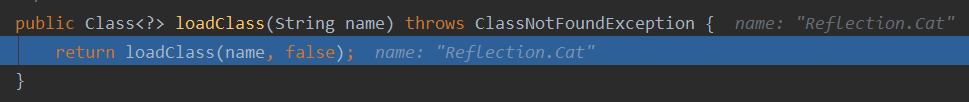 public Class<?> loadClass(String name) throws ClassNotFoundException {  name: "Reflection.Cat"
    return loadClass(name, false);  name: "Reflection.Cat"
}